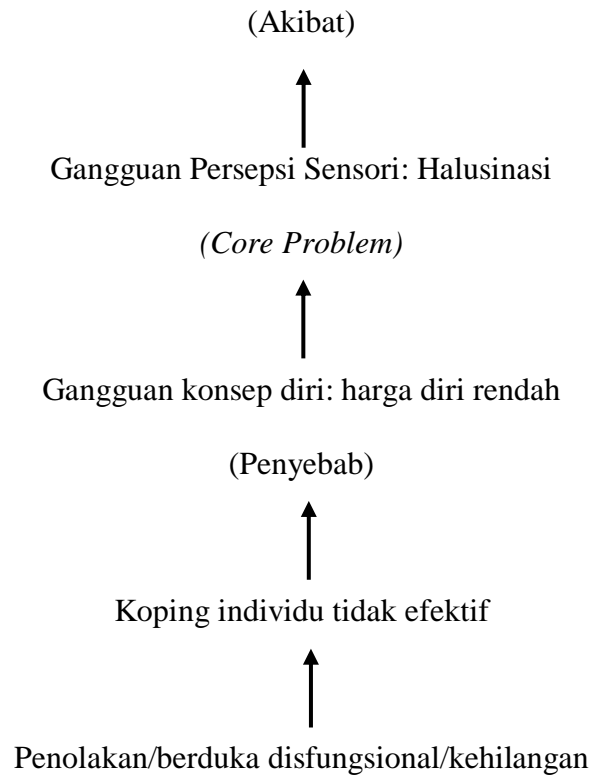 (Akibat)
Gangguan Persepsi Sensori: Halusinasi
(Core Problem)
Gangguan konsep diri: harga diri rendah
(Penyebab)
Koping individu tidak efektif
Penolakan/berduka disfungsional/kehilangan